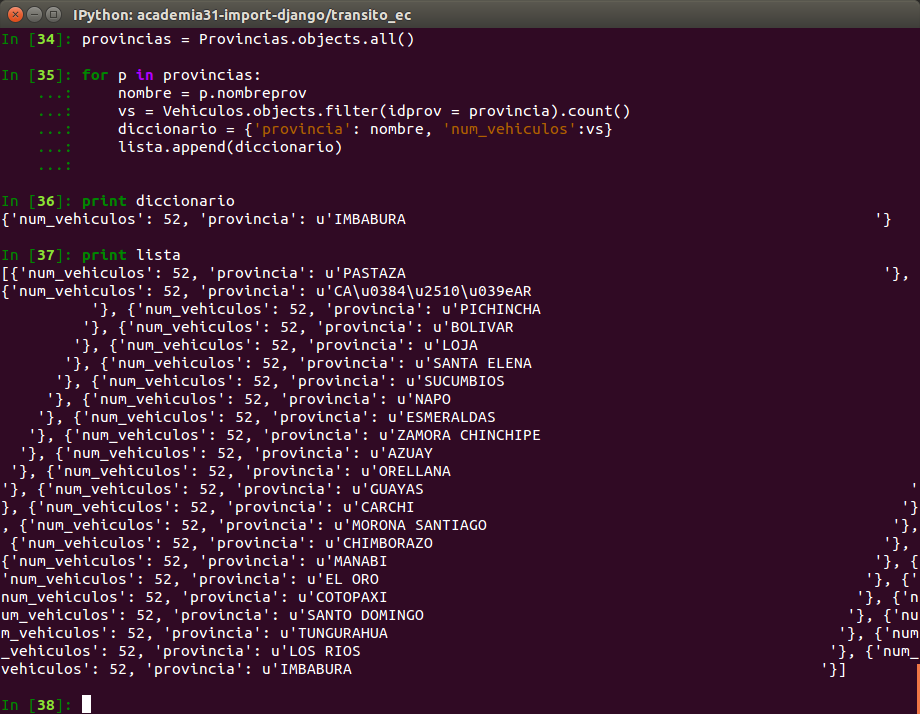 IPython: academia31-import-django/transito_ec
In [34]: provincias = Provincias.objects.all()
In [35]: for p in provincias:
...: nombre = p.nombreprov
...: vs = Vehiculos.objects.filter(idprov = provincia).count()
...: diccionario = {'provincia': nombre, 'num_vehiculos':vs}
...: lista.append(diccionario)
...:
In [36]: print diccionario
{'num_vehiculos': 52, 'provincia': u'IMBABURA '}
In [37]: print lista
[{'num_vehiculos': 52, 'provincia': u'PASTAZA '},
{'num_vehiculos': 52, 'provincia': u'CA\u0384\u2510\u039eAR
'}, {'num_vehiculos': 52, 'provincia': u'PICHINCHA
'}, {'num_vehiculos': 52, 'provincia': u'BOLIVAR
'}, {'num_vehiculos': 52, 'provincia': u'LOJA
'}, {'num_vehiculos': 52, 'provincia': u'SANTA ELENA
'}, {'num_vehiculos': 52, 'provincia': u'SUCUMBIOS
'}, {'num_vehiculos': 52, 'provincia': u'NAPO
'}, {'num_vehiculos': 52, 'provincia': u'ESMERALDAS
'}, {'num_vehiculos': 52, 'provincia': u'ZAMORA CHINCHIPE
'}, {'num_vehiculos': 52, 'provincia': u'AZUAY
'}, {'num_vehiculos': 52, 'provincia': u'ORELLANA
'}, {'num_vehiculos': 52, 'provincia': u'GUAYAS '
}, {'num_vehiculos': 52, 'provincia': u'CARCHI '}
, {'num_vehiculos': 52, 'provincia': u'MORONA SANTIAGO '},
{'num_vehiculos': 52, 'provincia': u'CHIMBORAZO '},
{'num_vehiculos': 52, 'provincia': u'MANABI '}, {
'num_vehiculos': 52, 'provincia': u'EL ORO '}, {'
num_vehiculos': 52, 'provincia': u'COTOPAXI '}, {'n
um_vehiculos': 52, 'provincia': u'SANTO DOMINGO '}, {'nu
m_vehiculos': 52, 'provincia': u'TUNGURAHUA '}, {'num
_vehiculos': 52, 'provincia': u'LOS RIOS '}, {'num_
vehiculos': 52, 'provincia': u'IMBABURA '}]
In [38]: